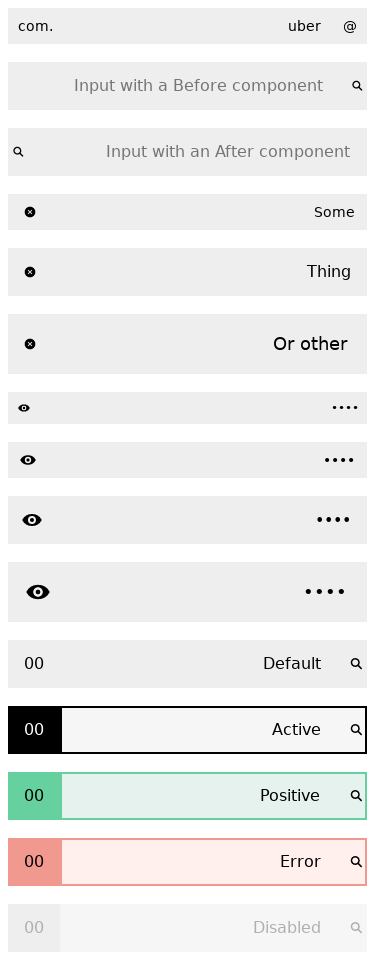 com. uber @
Input with a Before component
Input with an After component
Some
Thing
Or other
••••
••••
••••
••••
00 Default
00 Active
00 Positive
00 Error
00 Disabled